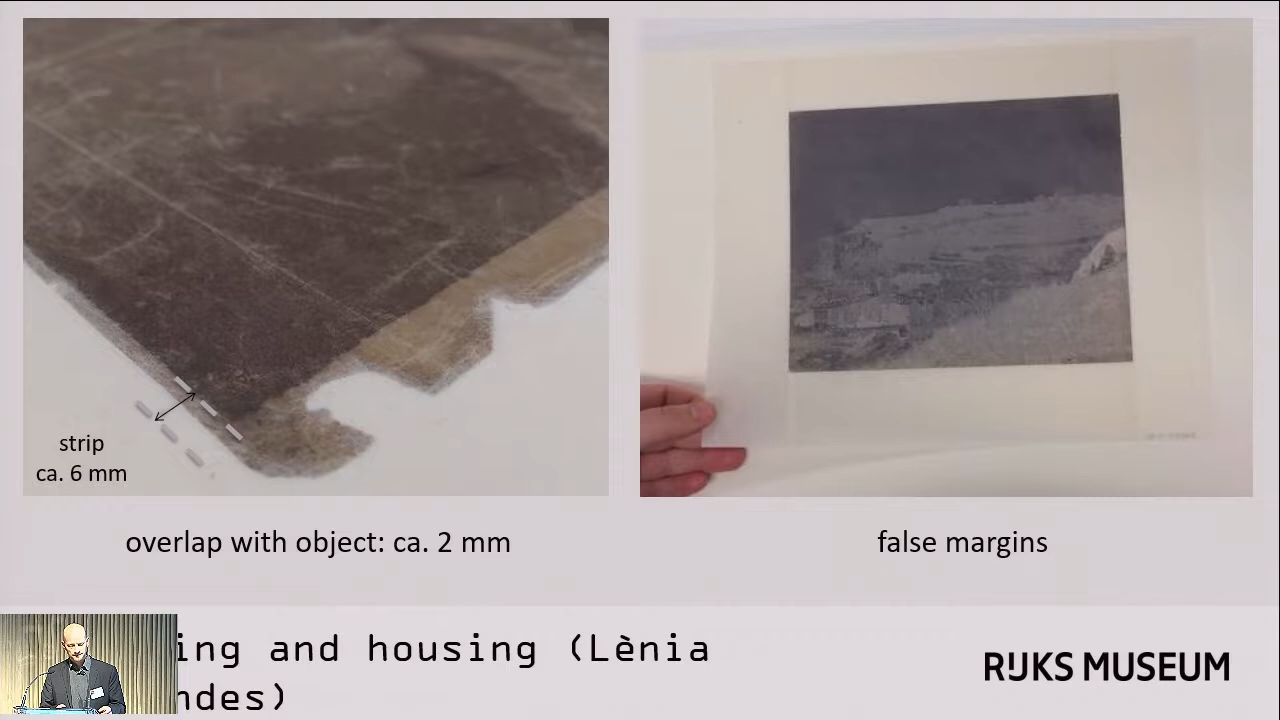 strip
ca. 6 mm
overlap with object: ca. 2 mm
false margins
ing and housing (Lènia
ndes)
RIJKS MUSEUM